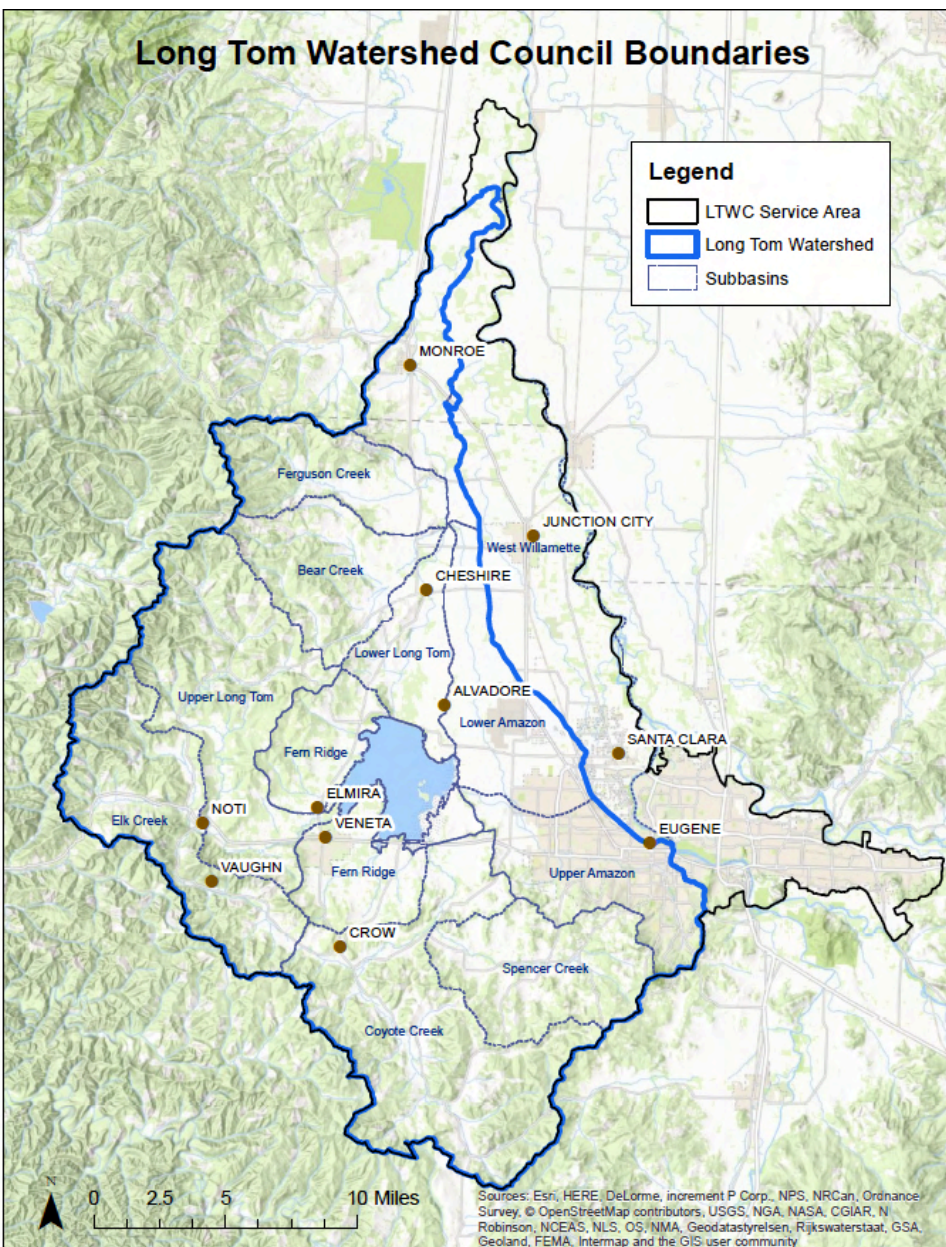 Long Tom Watershed Council Boundaries
Legend
LTWC Service Area
Long Tom Watershed
Subbasins
MONROE
Ferguson Creek
JUNCTION CITY
West Willamette
Bear Creek
CHESHIRE
Lower Long Tom
Upper Long Tom
ALVADORE
Lower Amazon
Fern Ridge
SANTA CLARA
ELMIRA
NOTI
Elk Creek
VENETA
EUGENE
VAUGHN
Fern Ridge
Upper Amazon
CROW
Spencer Creek
Coyote Creek
N
0 2.5 5 10 Miles
Sources: Esri, HERE, DeLorme, increment P Corp., NPS, NRCan, Ordnance
Survey, © OpenStreetMap contributors, USGS, NGA, NASA, CGIAR, N
Robinson, NCEAS, NLS, OS, NMA, Geodatastyrelsen, Rijkswaterstaat, GSA,
Geoland, FEMA, Intermap and the GIS user community